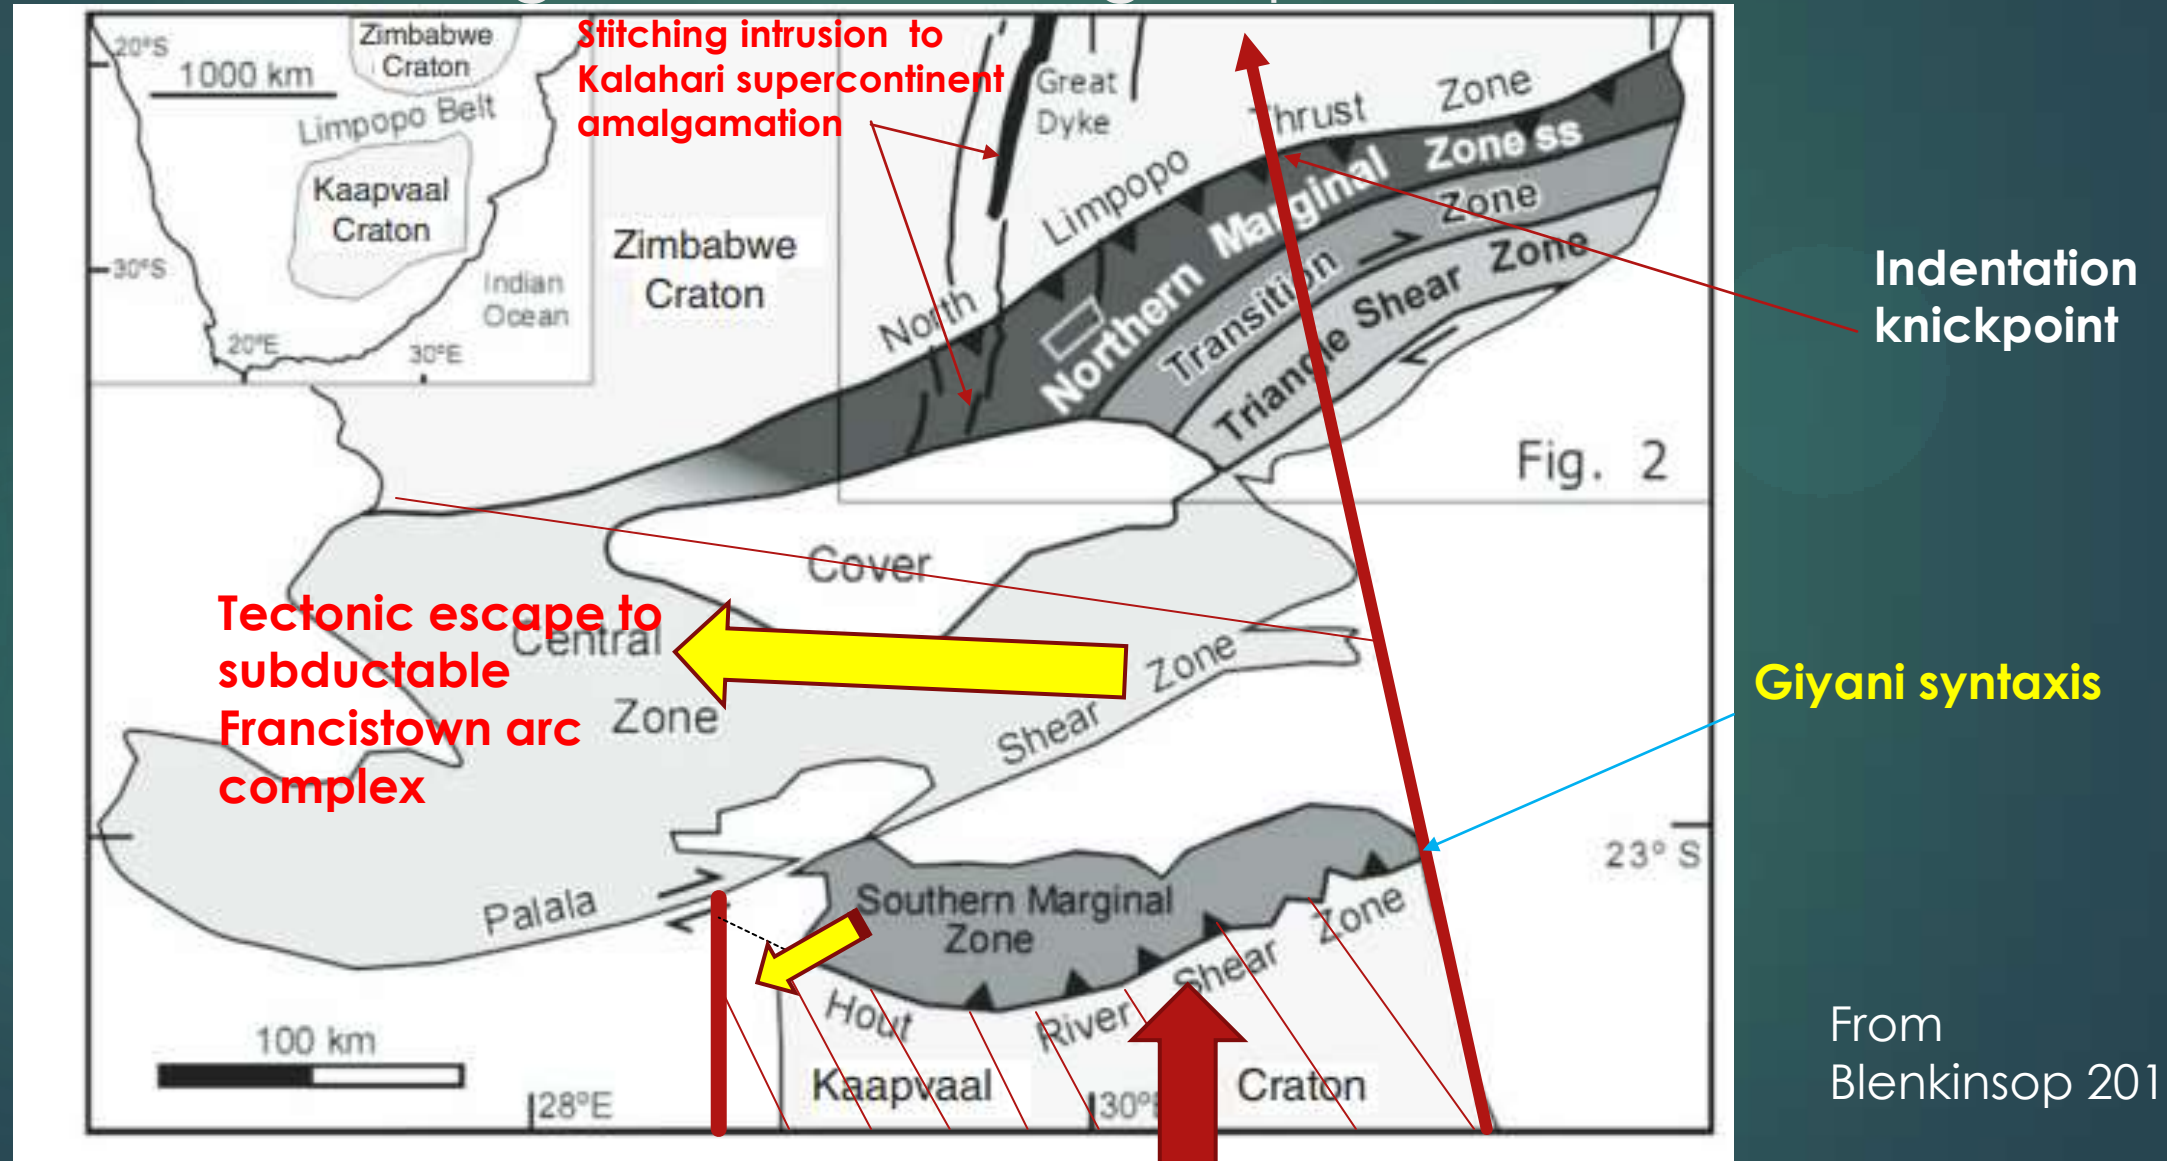 20°S
Zimbabwe
Craton
1000 km
Limpopo Belt
Kaapvaal
Craton
30°S
Indian
Ocean
20°E
30°E
Stitching intrusion to
Kalahari supercontinent
amalgamation
Great
Dyke
Zimbabwe
Craton
North Limpopo Thrust Zone
Northern Marginal Zone ss
Transition Zone
Triangle Shear Zone
Fig. 2
Indentation
knickpoint
Cover
Tectonic escape to
subductable
Francistown arc
complex
Central
Zone
Giyani syntaxis
Palala Shear Zone
23° S
Southern Marginal
Zone
Hout River Shear Zone
100 km
Kaapvaal Craton
28°E
30°E
From
Blenkinsop 201